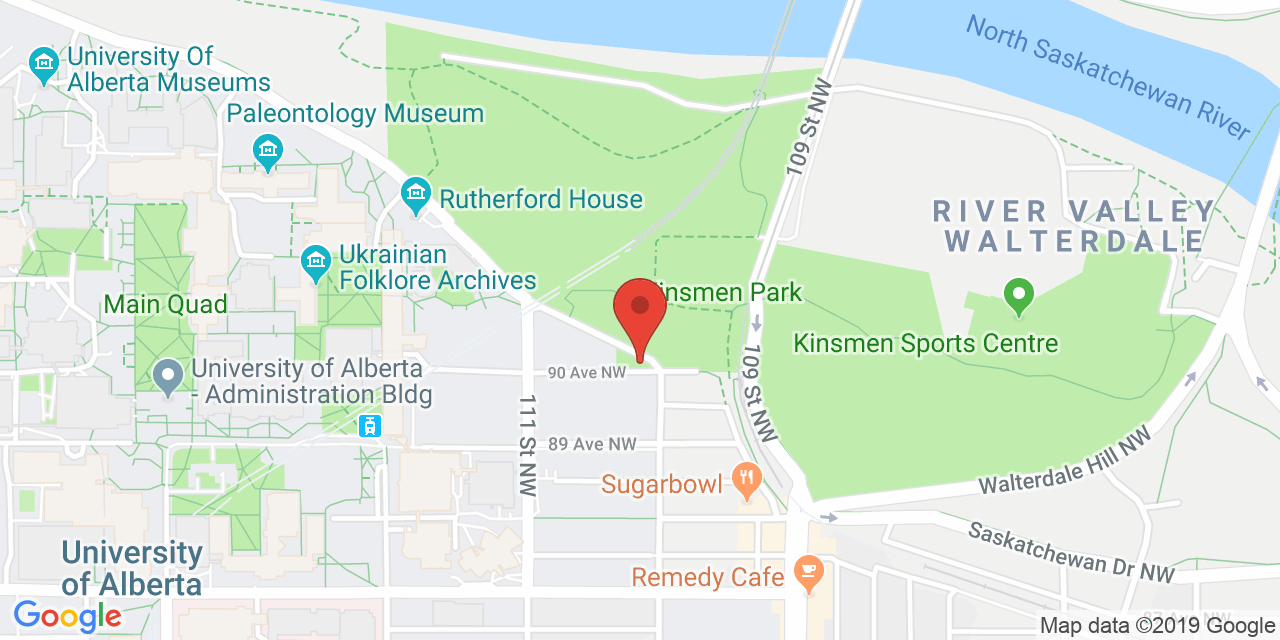 North Saskatchewan River
University Of
Alberta Museums
Paleontology Museum
109 St NW
Rutherford House
RIVER VALLEY
WALTERDALE
Ukrainian
Folklore Archives
Main Quad
Kinsmen Park
Kinsmen Sports Centre
University of Alberta
- Administration Bldg
90 Ave NW
109 St NW
111 St NW
89 Ave NW
Sugarbowl
Walterdale Hill NW
Saskatchewan Dr NW
University
of Alberta
Remedy Cafe
Google
Map data ©2019 Google